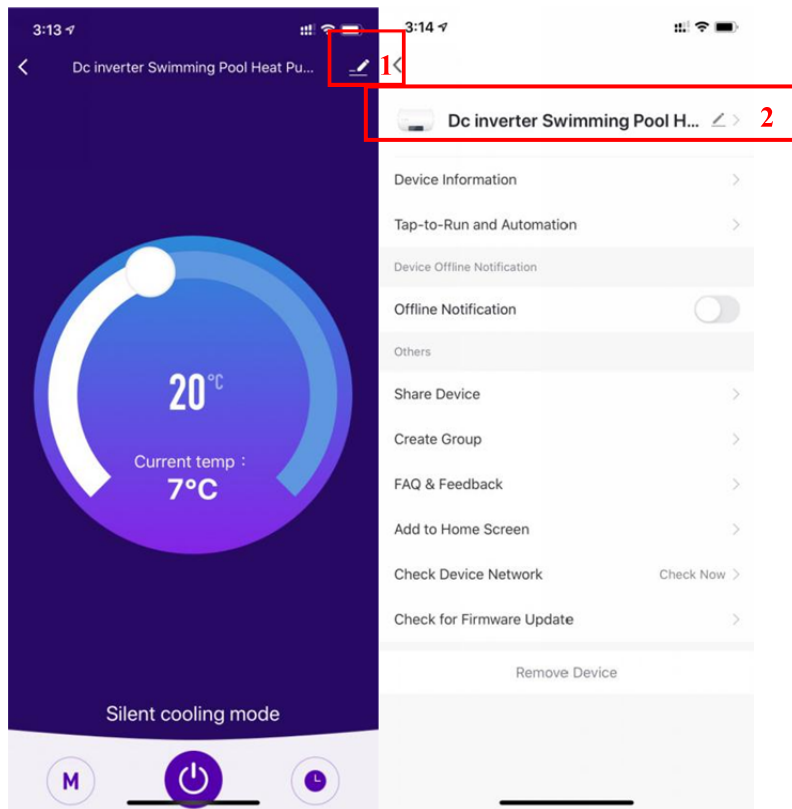 3:13
Dc inverter Swimming Pool Heat Pu...
1
20°C
Current temp :
7°C
Silent cooling mode
M
3:14
Dc inverter Swimming Pool H...
2
Device Information
Tap-to-Run and Automation
Device Offline Notification
Offline Notification
Others
Share Device
Create Group
FAQ & Feedback
Add to Home Screen
Check Device Network Check Now
Check for Firmware Update
Remove Device